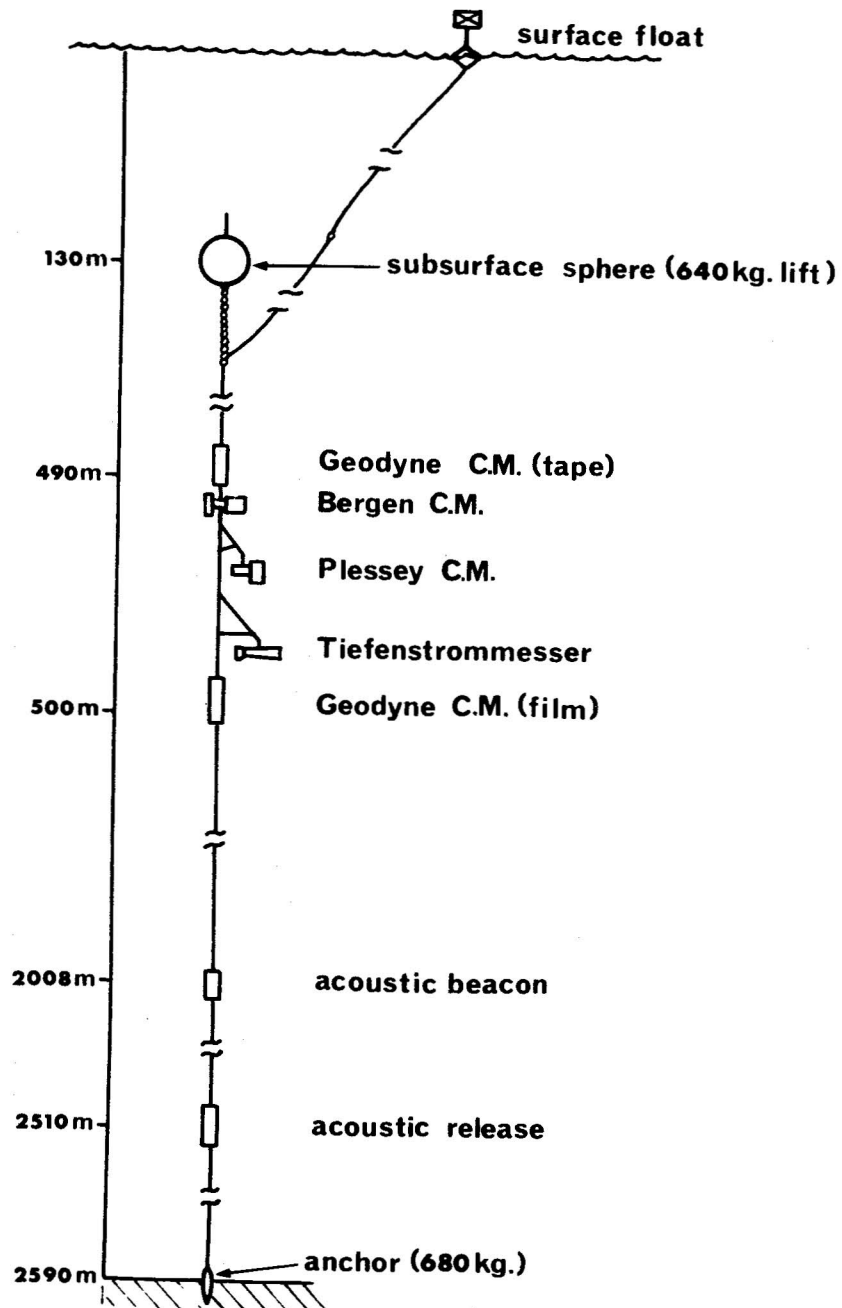 surface float
130m
subsurface sphere (640kg. lift)
490m
Geodyne C.M. (tape)
Bergen C.M.
Plessey C.M.
Tiefenstrommesser
500m
Geodyne C.M. (film)
2008m
acoustic beacon
2510m
acoustic release
anchor (680kg.)
2590m